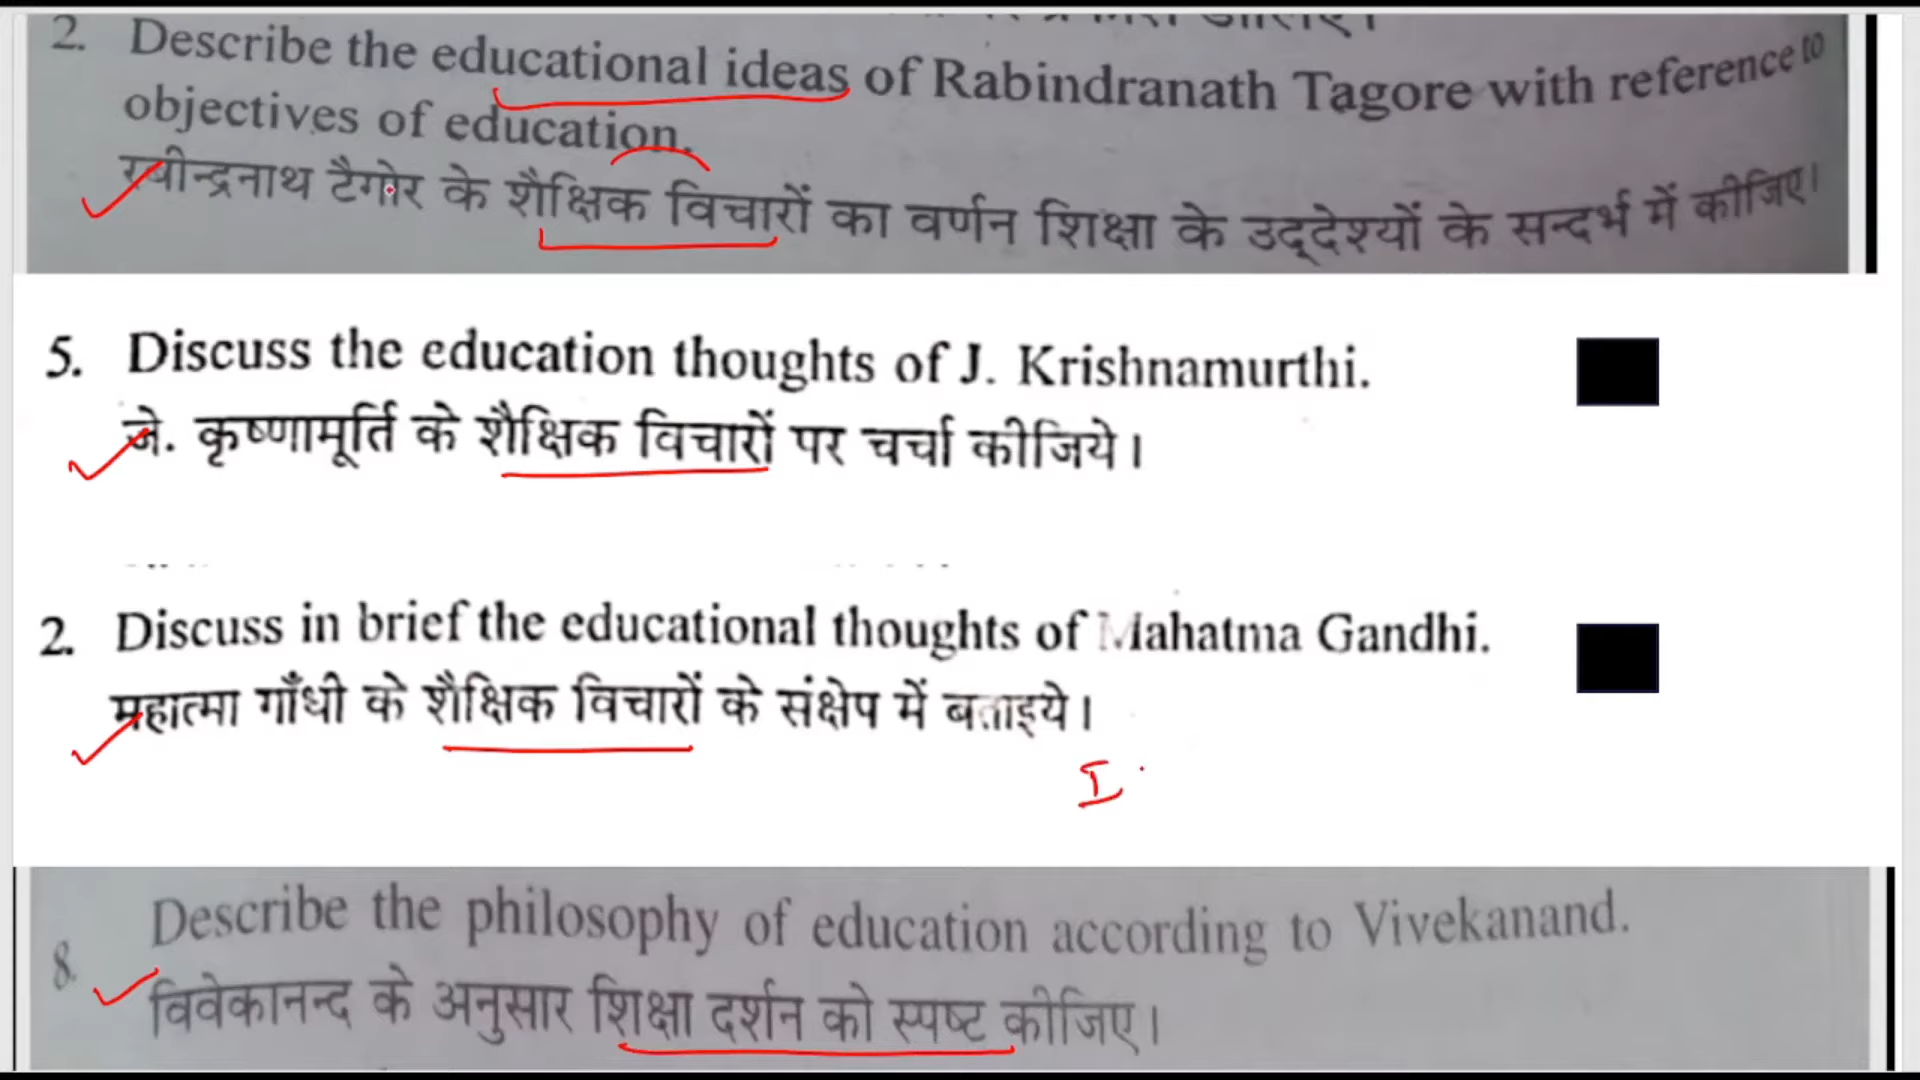 2. Describe the educational ideas of Rabindranath Tagore with reference to
objectives of education.
रबीन्द्रनाथ टैगोर के शैक्षिक विचारों का वर्णन शिक्षा के उद्देश्यों के सन्दर्भ में कीजिए।
5. Discuss the education thoughts of J. Krishnamurthi.
जे. कृष्णामूर्ति के शैक्षिक विचारों पर चर्चा कीजिये।
2. Discuss in brief the educational thoughts of Mahatma Gandhi.
महात्मा गाँधी के शैक्षिक विचारों के संक्षेप में बताइये।
I
8. Describe the philosophy of education according to Vivekanand.
विवेकानन्द के अनुसार शिक्षा दर्शन को स्पष्ट कीजिए।